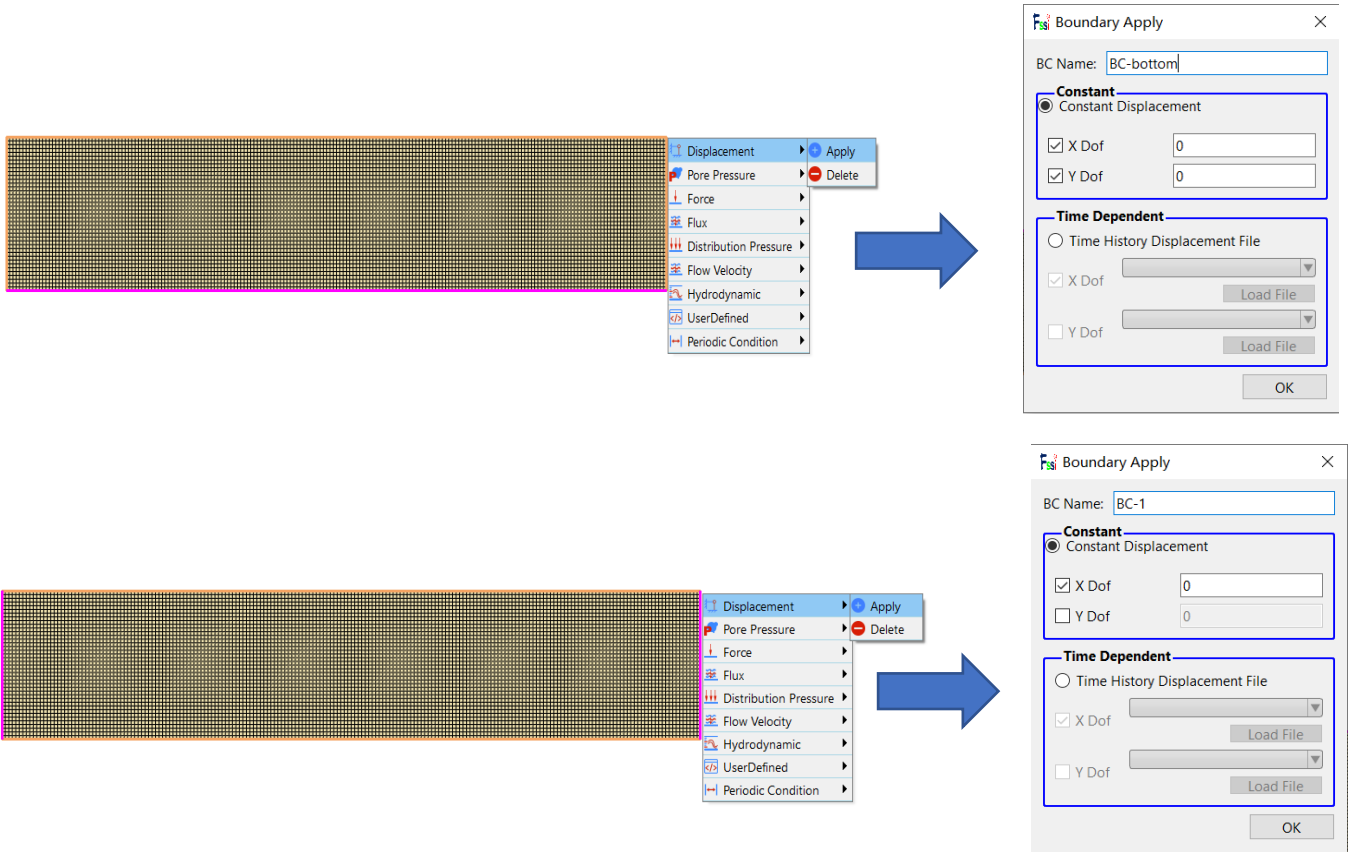 Fssi Boundary Apply
BC Name: BC-bottom
Constant
Constant Displacement
X Dof 0
Y Dof 0
Time Dependent
Time History Displacement File
X Dof
Load File
Y Dof
Load File
OK
Displacement Apply
Pore Pressure Delete
Force
Flux
Distribution Pressure
Flow Velocity
Hydrodynamic
UserDefined
Periodic Condition
Fssi Boundary Apply
BC Name: BC-1
Constant
Constant Displacement
X Dof 0
Y Dof 0
Time Dependent
Time History Displacement File
X Dof
Load File
Y Dof
Load File
OK
Displacement Apply
Pore Pressure Delete
Force
Flux
Distribution Pressure
Flow Velocity
Hydrodynamic
UserDefined
Periodic Condition